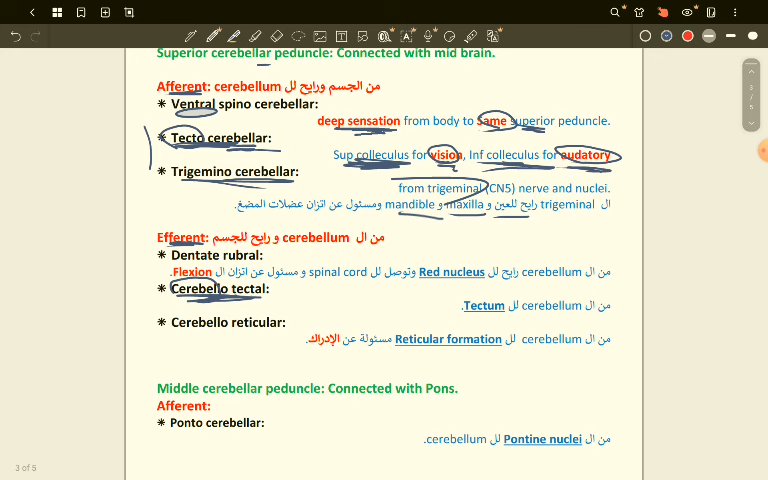 Superior cerebellar peduncle: Connected with mid brain.
Afferent: cerebellum من الجسم ورايح لل
✷ Ventral spino cerebellar:
deep sensation from body to Same superior peduncle.
✷ Tecto cerebellar:
Sup colleculus for vision, Inf colleculus for audatory
✷ Trigemino cerebellar:
from trigeminal (CN5) nerve and nuclei.
ال trigeminal رايح للعين و maxilla و mandible ومسئول عن اتزان عضلات المضغ.
Efferent: من ال cerebellum و رايح للجسم
✷ Dentate rubral:
من ال cerebellum رايح لل Red nucleus وتوصل لل spinal cord و مسئول عن اتزان ال Flexion.
✷ Cerebello tectal:
من ال cerebellum لل Tectum.
✷ Cerebello reticular:
من ال cerebellum لل Reticular formation مسئولة عن الإدراك.
Middle cerebellar peduncle: Connected with Pons.
Afferent:
✷ Ponto cerebellar:
من ال Pontine nuclei لل cerebellum.
3 of 5
3
/
5